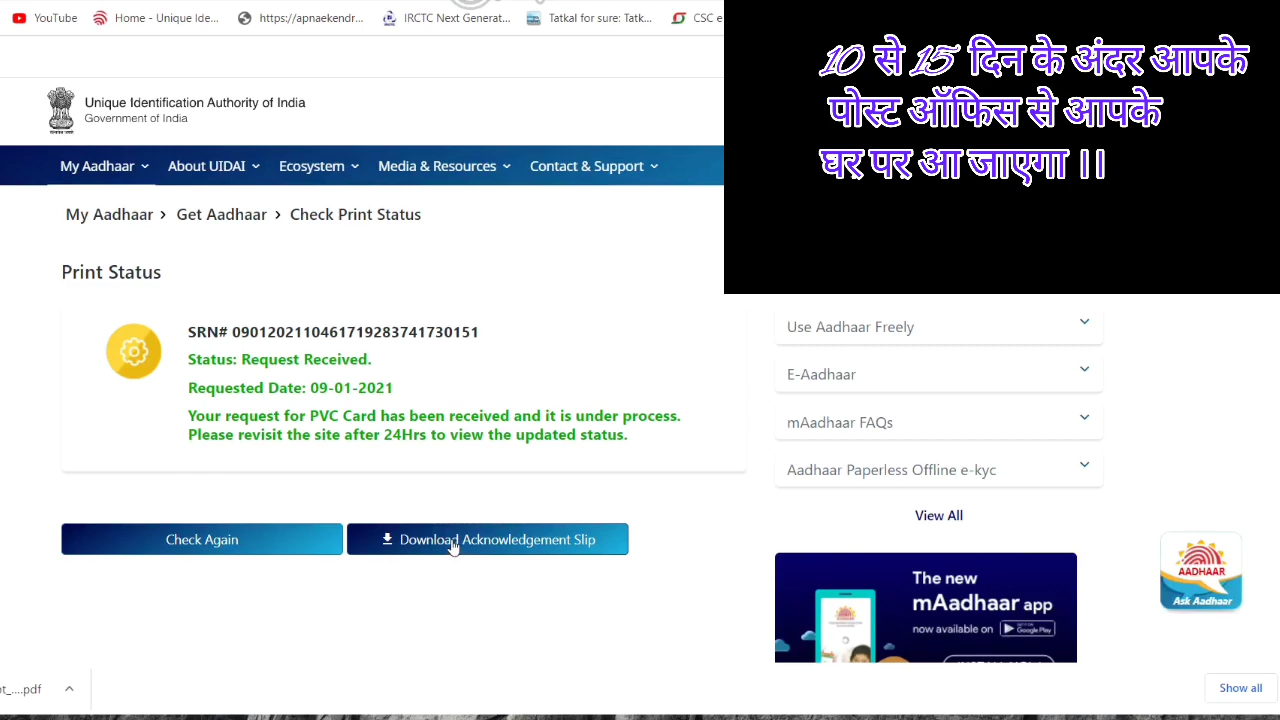 YouTube
Home - Unique Ide...
https://apnaekendr...
IRCTC Next Generat...
Tatkal for sure: Tatk...
CSC e
10 से 15 दिन के अंदर आपके
पोस्ट ऑफिस से आपके
घर पर आ जाएगा ।।
Unique Identification Authority of India
Government of India
My Aadhaar
About UIDAI
Ecosystem
Media & Resources
Contact & Support
My Aadhaar › Get Aadhaar › Check Print Status
Print Status
SRN# 0901202110461719283741730151
Status: Request Received.
Requested Date: 09-01-2021
Your request for PVC Card has been received and it is under process.
Please revisit the site after 24Hrs to view the updated status.
Check Again
Download Acknowledgement Slip
Use Aadhaar Freely
E-Aadhaar
mAadhaar FAQs
Aadhaar Paperless Offline e-kyc
View All
The new
mAadhaar app
now available on
Google Play
AADHAAR
Ask Aadhaar
nt_....pdf
Show all